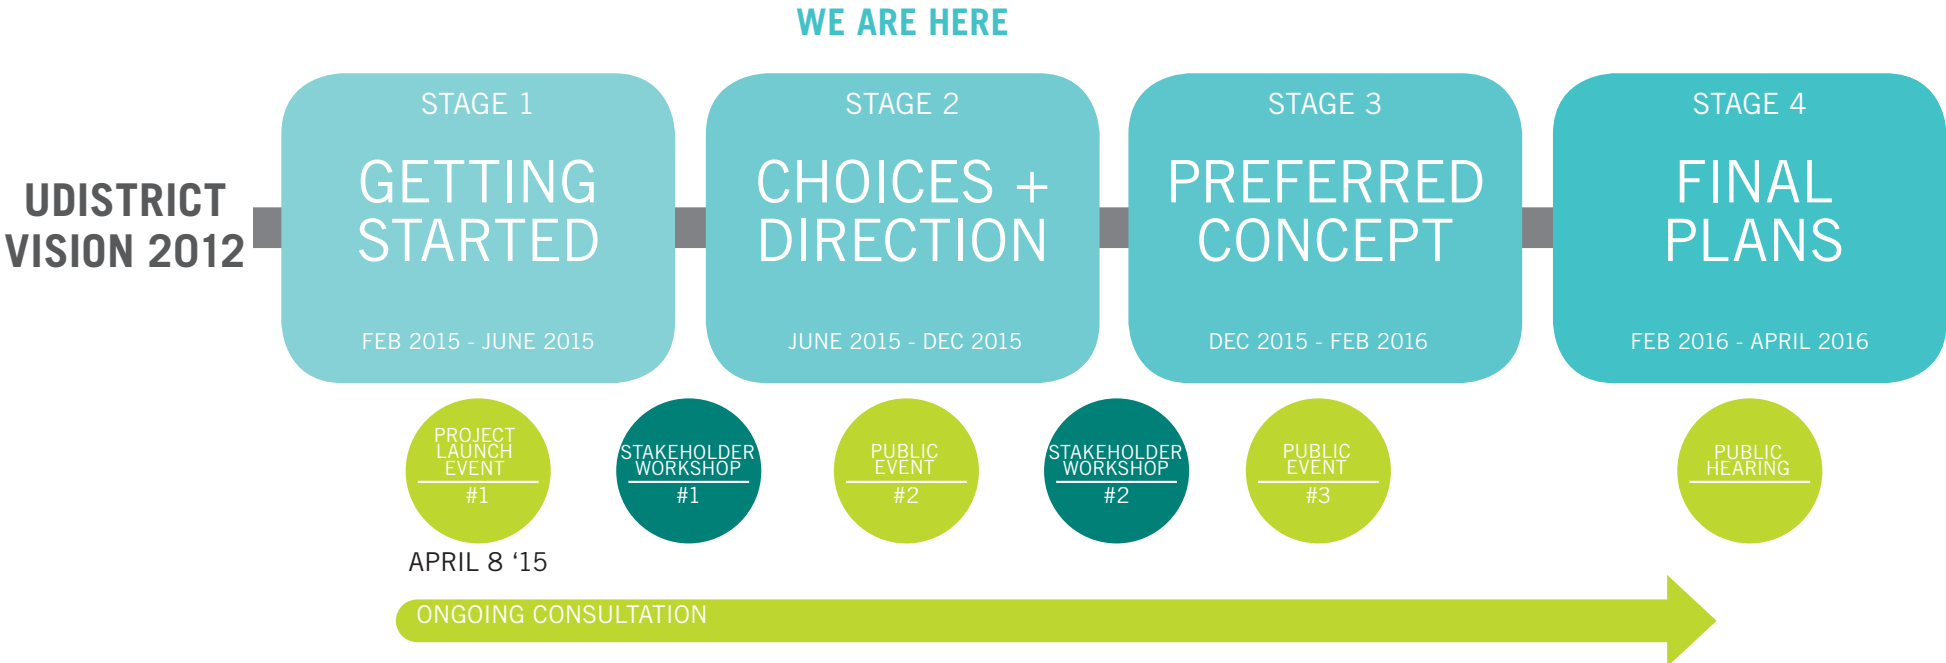 WE ARE HERE
UDISTRICT
VISION 2012
STAGE 1
GETTING
STARTED
FEB 2015 - JUNE 2015
STAGE 2
CHOICES +
DIRECTION
JUNE 2015 - DEC 2015
STAGE 3
PREFERRED
CONCEPT
DEC 2015 - FEB 2016
STAGE 4
FINAL
PLANS
FEB 2016 - APRIL 2016
PROJECT
LAUNCH
EVENT
#1
APRIL 8 ‘15
STAKEHOLDER
WORKSHOP
#1
PUBLIC
EVENT
#2
STAKEHOLDER
WORKSHOP
#2
PUBLIC
EVENT
#3
PUBLIC
HEARING
ONGOING CONSULTATION